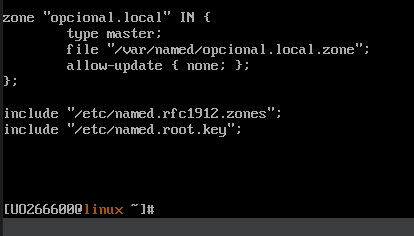 zone "opcional.local" IN {
type master;
file "/var/named/opcional.local.zone";
allow-update { none; };
};
include "/etc/named.rfc1912.zones";
include "/etc/named.root.key";
[UO266600@linux ~]#